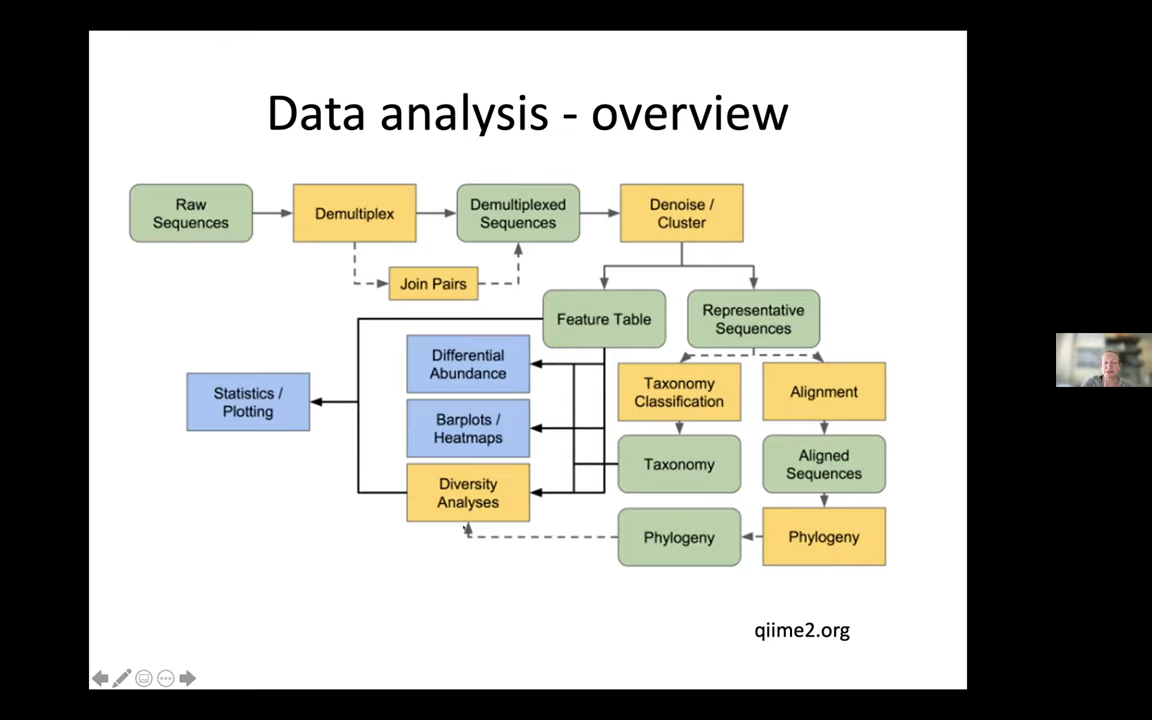 Data analysis - overview
Raw
Sequences
Demultiplex
Demultiplexed
Sequences
Denoise /
Cluster
Join Pairs
Feature Table
Representative
Sequences
Differential
Abundance
Taxonomy
Classification
Alignment
Statistics /
Plotting
Barplots /
Heatmaps
Taxonomy
Aligned
Sequences
Diversity
Analyses
Phylogeny
Phylogeny
qiime2.org